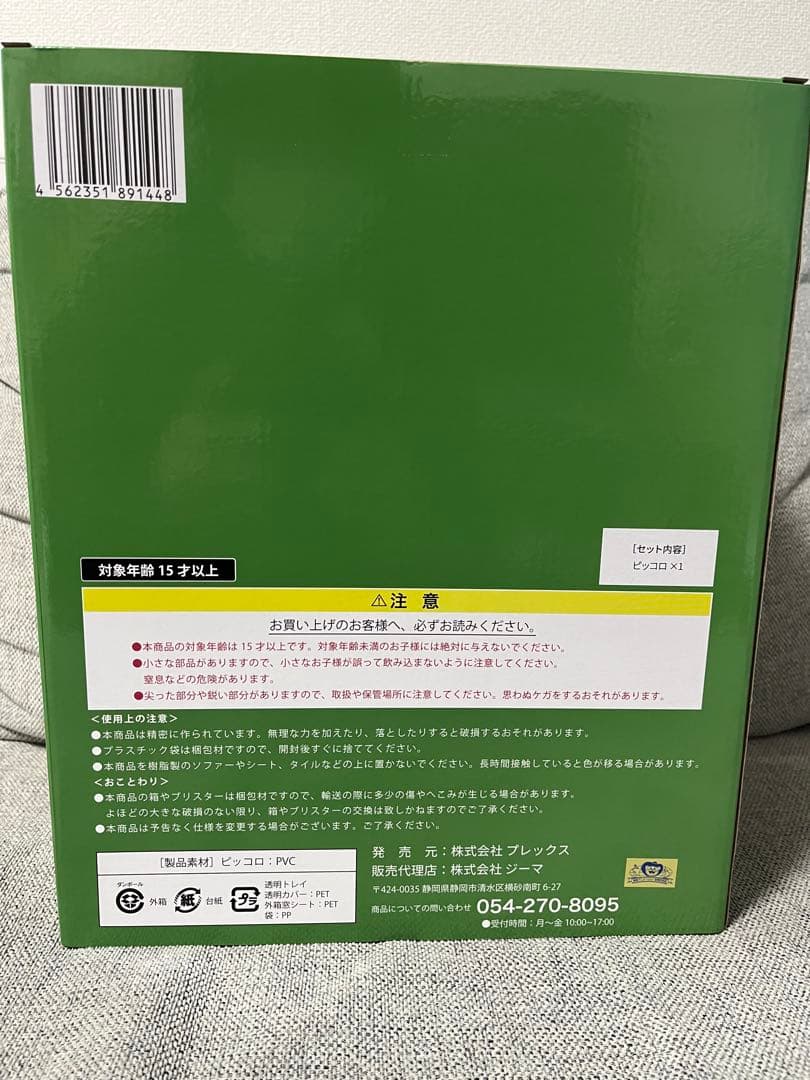 4 562351 891448
[セット内容]
ピッコロ ×1
対象年齢 15 才以上
⚠注 意
お買い上げのお客様へ、必ずお読みください。
●本商品の対象年齢は 15 才以上です。対象年齢未満のお子様には絶対に与えないでください。
●小さな部品がありますので、小さなお子様が誤って飲み込まないように注意してください。
窒息などの危険があります。
●尖った部分や鋭い部分がありますので、取扱や保管場所に注意してください。思わぬケガをするおそれがあります。
＜使用上の注意＞
●本商品は精密に作られています。無理な力を加えたり、落としたりすると破損するおそれがあります。
●プラスチック袋は梱包材ですので、開封後すぐに捨ててください。
●本商品を樹脂製のソファーやシート、タイルなどの上に置かないでください。長時間接触していると色が移る場合があります。
＜おことわり＞
●本商品の箱やブリスターは梱包材ですので、輸送の際に多少の傷やへこみが生じる場合があります。
よほどの大きな破損のない限り、箱やブリスターの交換は致しかねますのでご了承ください。
●本商品は予告なく仕様を変更する場合がございます。ご了承ください。
[製品素材] ピッコロ：PVC
ダンボール
外箱
紙
台紙
プラ
透明トレイ
透明カバー：PET
外箱窓シート：PET
袋：PP
発 売 元：株式会社 プレックス
販売代理店：株式会社 ジーマ
〒424-0035 静岡県静岡市清水区横砂南町 6-27
商品についての問い合わせ 054-270-8095
●受付時間：月〜金 10:00~17:00